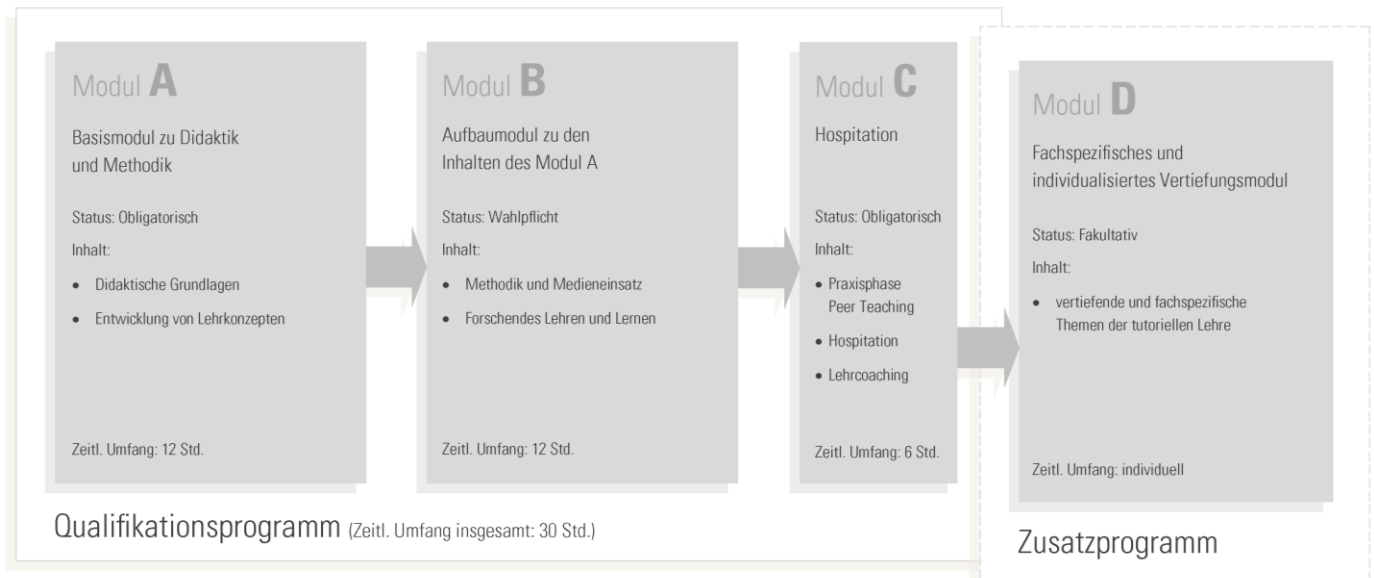 Modul A
Basismodul zu Didaktik
und Methodik
Status: Obligatorisch
Inhalt:
• Didaktische Grundlagen
• Entwicklung von Lehrkonzepten
Zeitl. Umfang: 12 Std.
Modul B
Aufbaumodul zu den
Inhalten des Modul A
Status: Wahlpflicht
Inhalt:
• Methodik und Medieneinsatz
• Forschendes Lehren und Lernen
Zeitl. Umfang: 12 Std.
Modul C
Hospitation
Status: Obligatorisch
Inhalt:
• Praxisphase
Peer Teaching
• Hospitation
• Lehrcoaching
Zeitl. Umfang: 6 Std.
Qualifikationsprogramm (Zeitl. Umfang insgesamt: 30 Std.)
Modul D
Fachspezifisches und
individualisiertes Vertiefungsmodul
Status: Fakultativ
Inhalt:
• vertiefende und fachspezifische
Themen der tutoriellen Lehre
Zeitl. Umfang: individuell
Zusatzprogramm